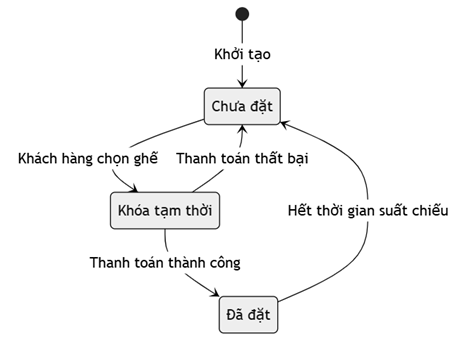 Khởi tạo
Chưa đặt
Khách hàng chọn ghế
Thanh toán thất bại
Khóa tạm thời
Hết thời gian suất chiếu
Thanh toán thành công
Đã đặt